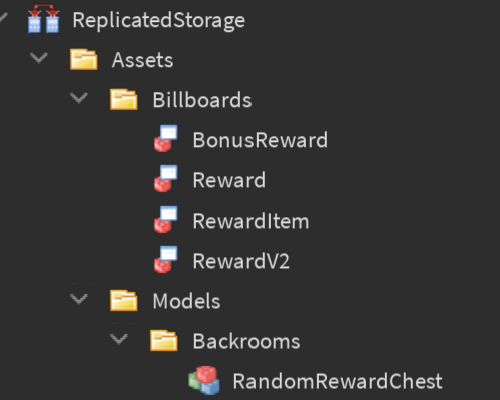 ReplicatedStorage
Assets
Billboards
BonusReward
Reward
RewardItem
RewardV2
Models
Backrooms
RandomRewardChest